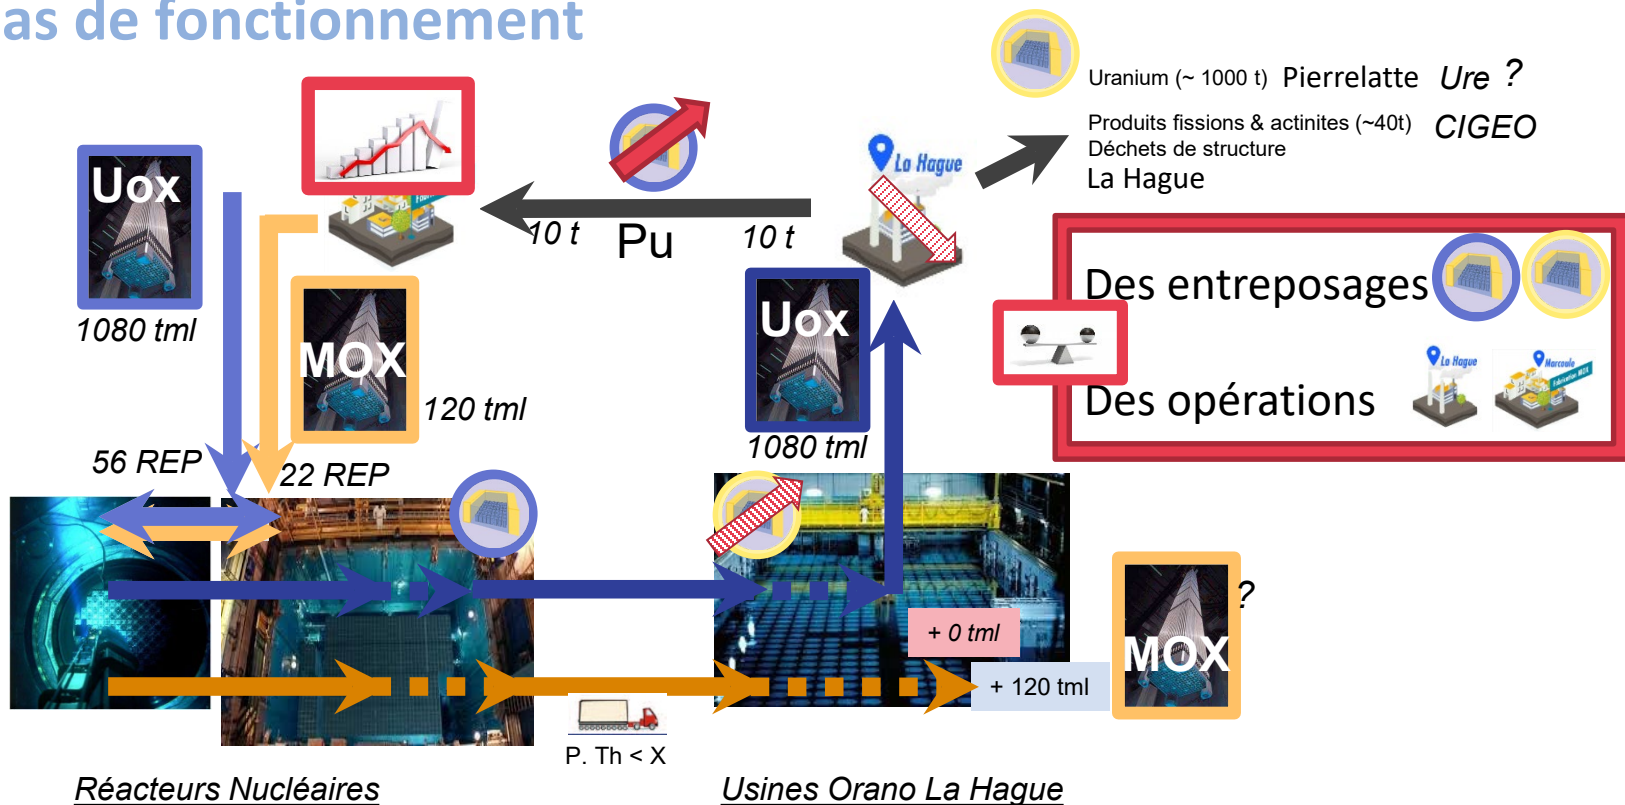 as de fonctionnement
Uranium (~ 1000 t) Pierrelatte Ure ?
Produits fissions & actinites (~40t) CIGEO
Déchets de structure
La Hague
Uox
La Hague
10 t Pu 10 t
1080 tml
MOX
120 tml
Uox
1080 tml
Des entreposages
La Hague
Marcoule
Fabrication MOX
Des opérations
56 REP
22 REP
+ 0 tml
+ 120 tml
MOX
?
P. Th < X
Réacteurs Nucléaires
Usines Orano La Hague